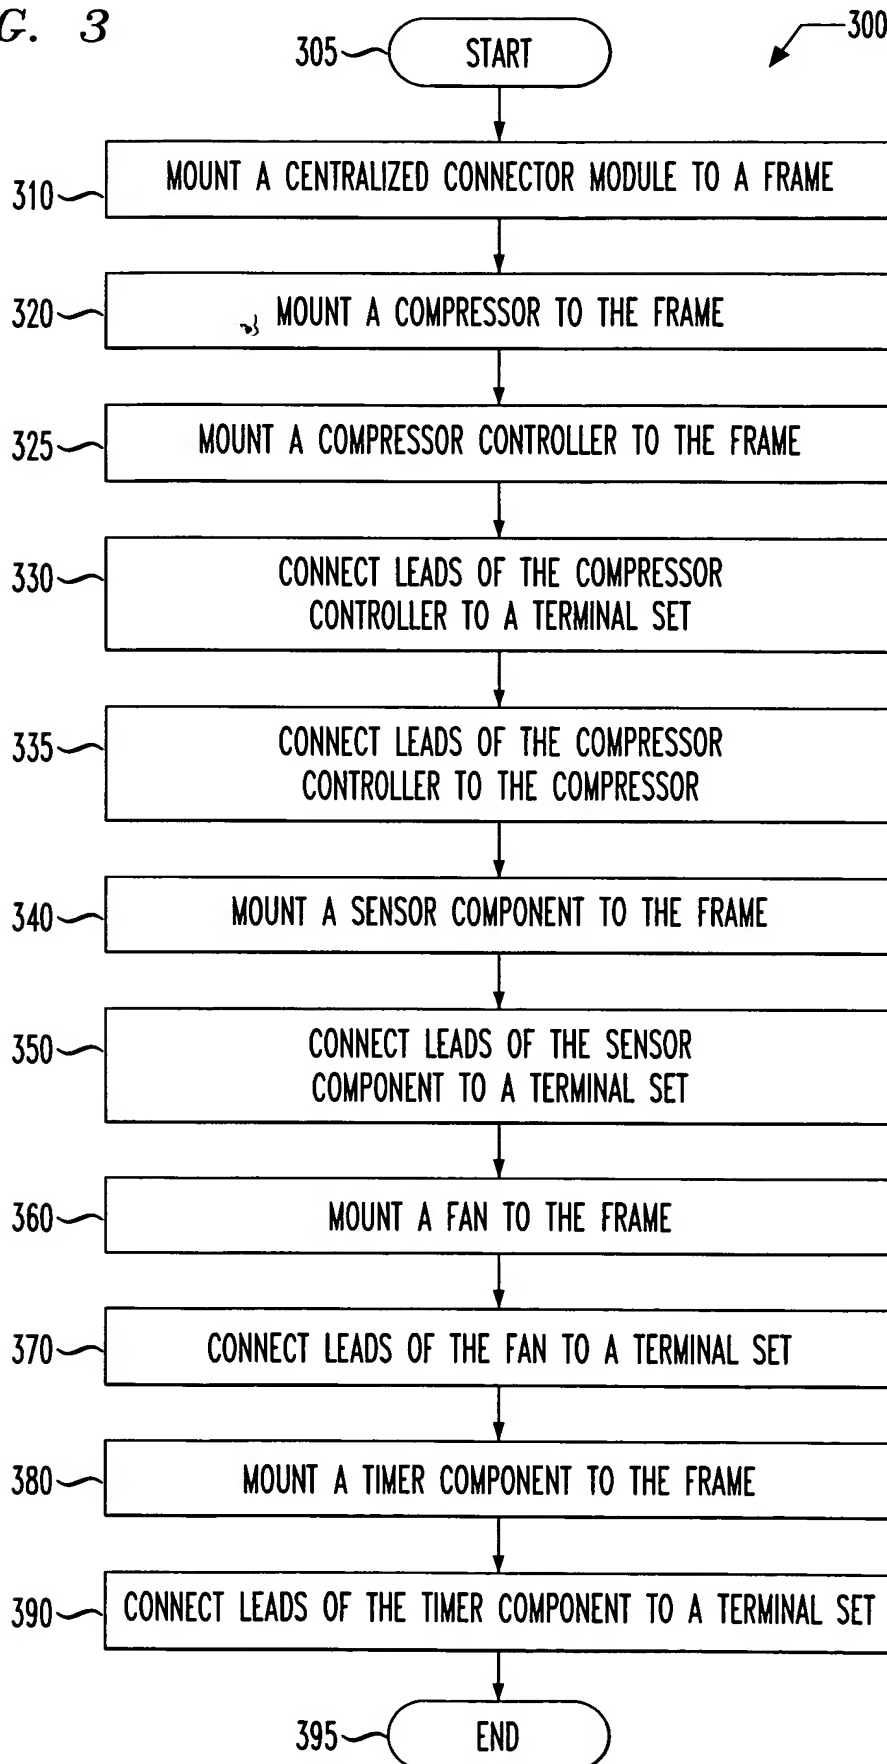 G. 3
300
305 START
310 MOUNT A CENTRALIZED CONNECTOR MODULE TO A FRAME
320 MOUNT A COMPRESSOR TO THE FRAME
325 MOUNT A COMPRESSOR CONTROLLER TO THE FRAME
330 CONNECT LEADS OF THE COMPRESSOR
CONTROLLER TO A TERMINAL SET
335 CONNECT LEADS OF THE COMPRESSOR
CONTROLLER TO THE COMPRESSOR
340 MOUNT A SENSOR COMPONENT TO THE FRAME
350 CONNECT LEADS OF THE SENSOR
COMPONENT TO A TERMINAL SET
360 MOUNT A FAN TO THE FRAME
370 CONNECT LEADS OF THE FAN TO A TERMINAL SET
380 MOUNT A TIMER COMPONENT TO THE FRAME
390 CONNECT LEADS OF THE TIMER COMPONENT TO A TERMINAL SET
395 END